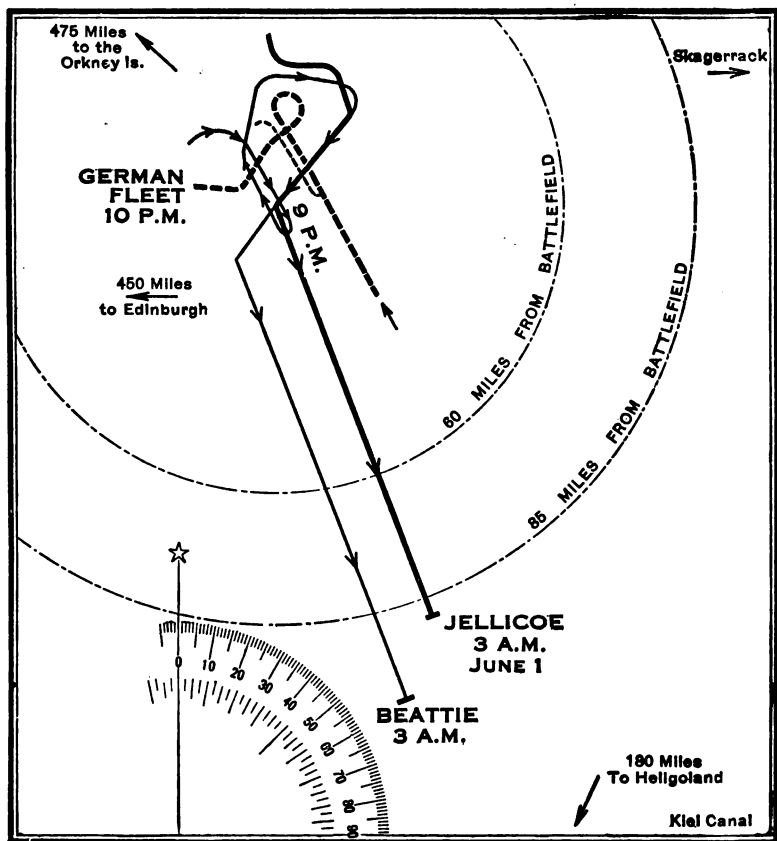 475 Miles
to the
Orkney Is.
Skagerrack
GERMAN
FLEET
10 P.M.
9 P.M.
450 Miles
to Edinburgh
60 MILES FROM BATTLEFIELD
85 MILES FROM BATTLEFIELD
JELLICOE
3 A.M.
JUNE 1
BEATTIE
3 A.M.
0 10 20 30 40 50 60 70 80 90
180 Miles
To Heligoland
Kiel Canal